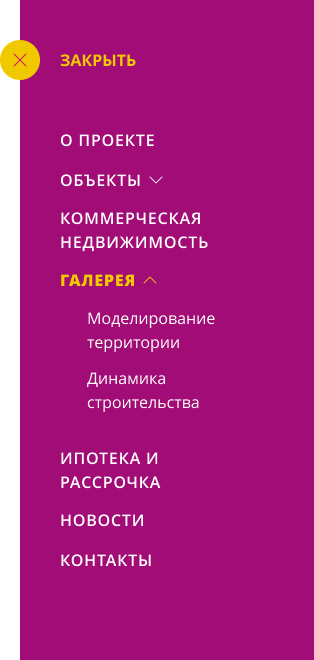 ЗАКРЫТЬ
О ПРОЕКТЕ
ОБЪЕКТЫ
КОММЕРЧЕСКАЯ
НЕДВИЖИМОСТЬ
ГАЛЕРЕЯ
Моделирование
территории
Динамика
строительства
ИПОТЕКА И
РАССРОЧКА
НОВОСТИ
КОНТАКТЫ